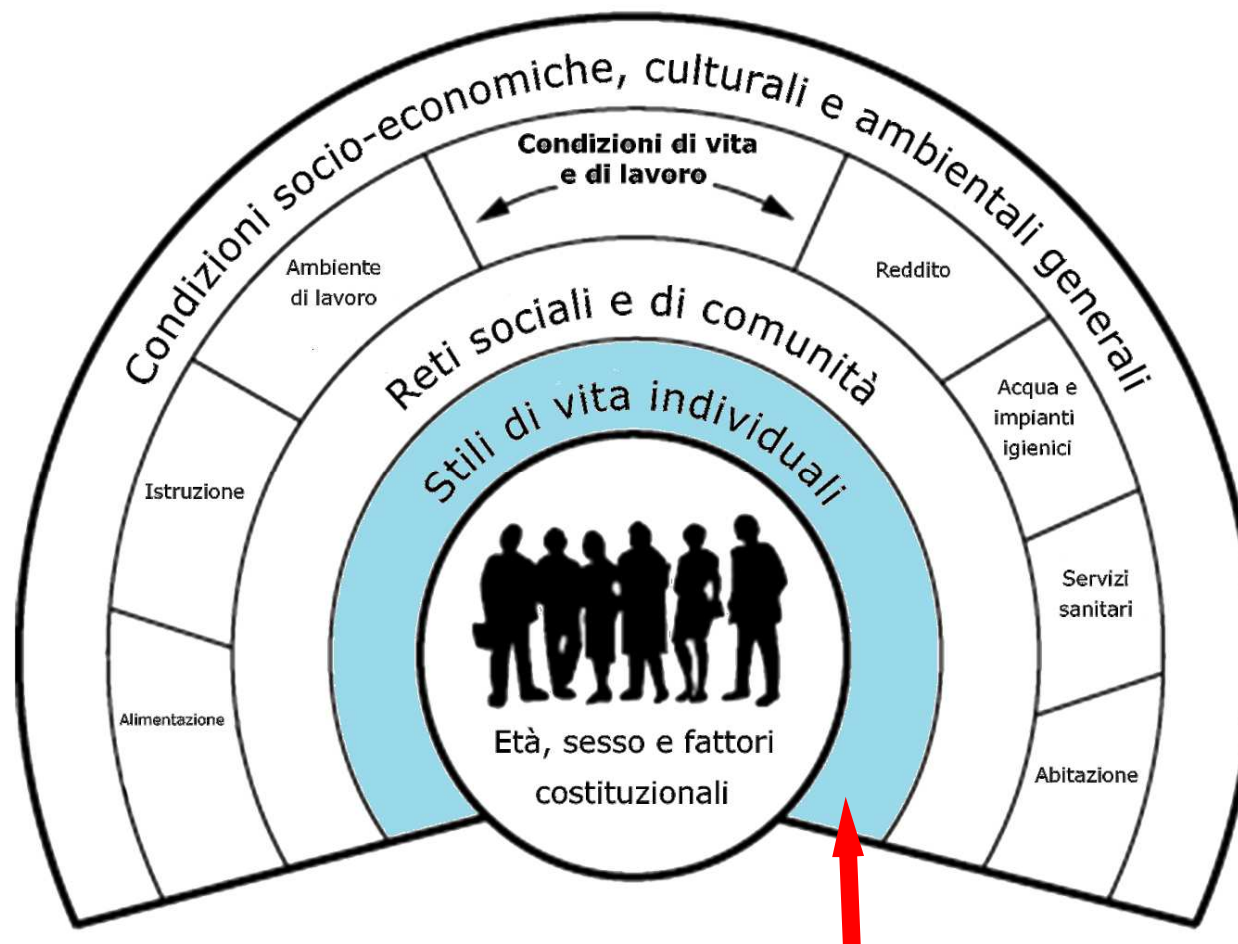 Condizioni socio-economiche, culturali e ambientali generali
Condizioni di vita
e di lavoro
Ambiente
di lavoro
Reddito
Reti sociali e di comunità
Acqua e
impianti
igienici
Stili di vita individuali
Istruzione
Servizi
sanitari
Alimentazione
Età, sesso e fattori
costituzionali
Abitazione